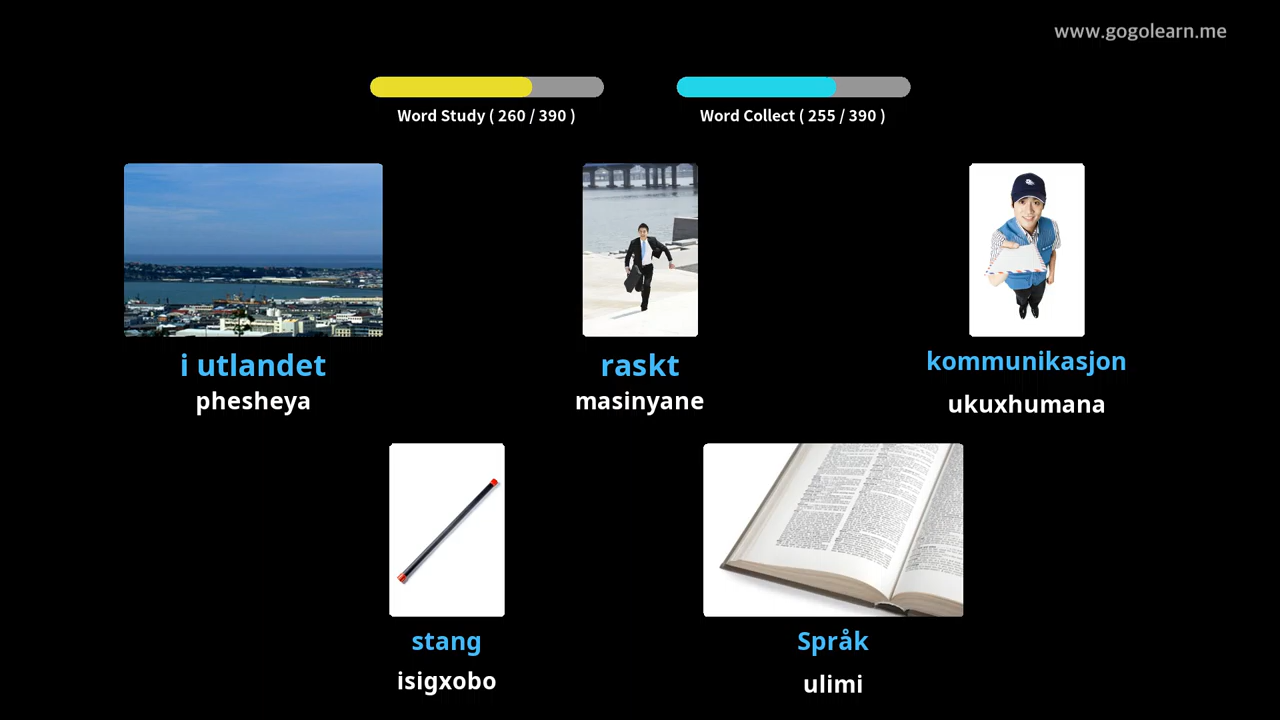 www.gogolearn.me
Word Study ( 260 / 390 )
Word Collect ( 255 / 390 )
i utlandet
phesheya
raskt
masinyane
kommunikasjon
ukuxhumana
stang
isigxobo
Språk
ulimi